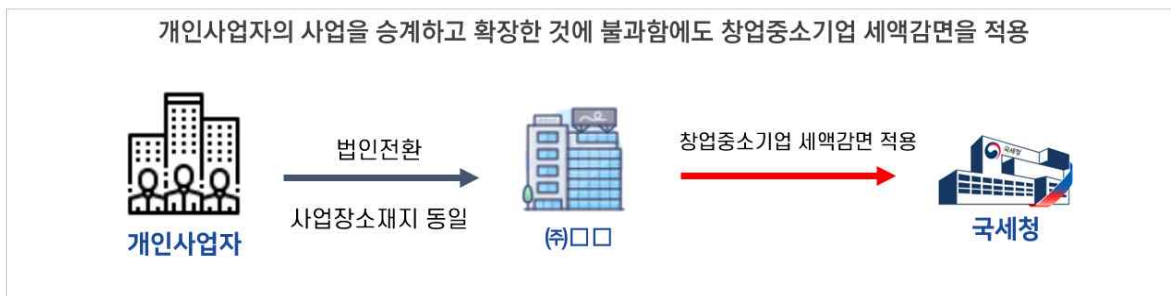 개인사업자의 사업을 승계하고 확장한 것에 불과함에도 창업중소기업 세액감면을 적용
법인전환
사업장소재지 동일
개인사업자
㈜□□
창업중소기업 세액감면 적용
국세청
국세청